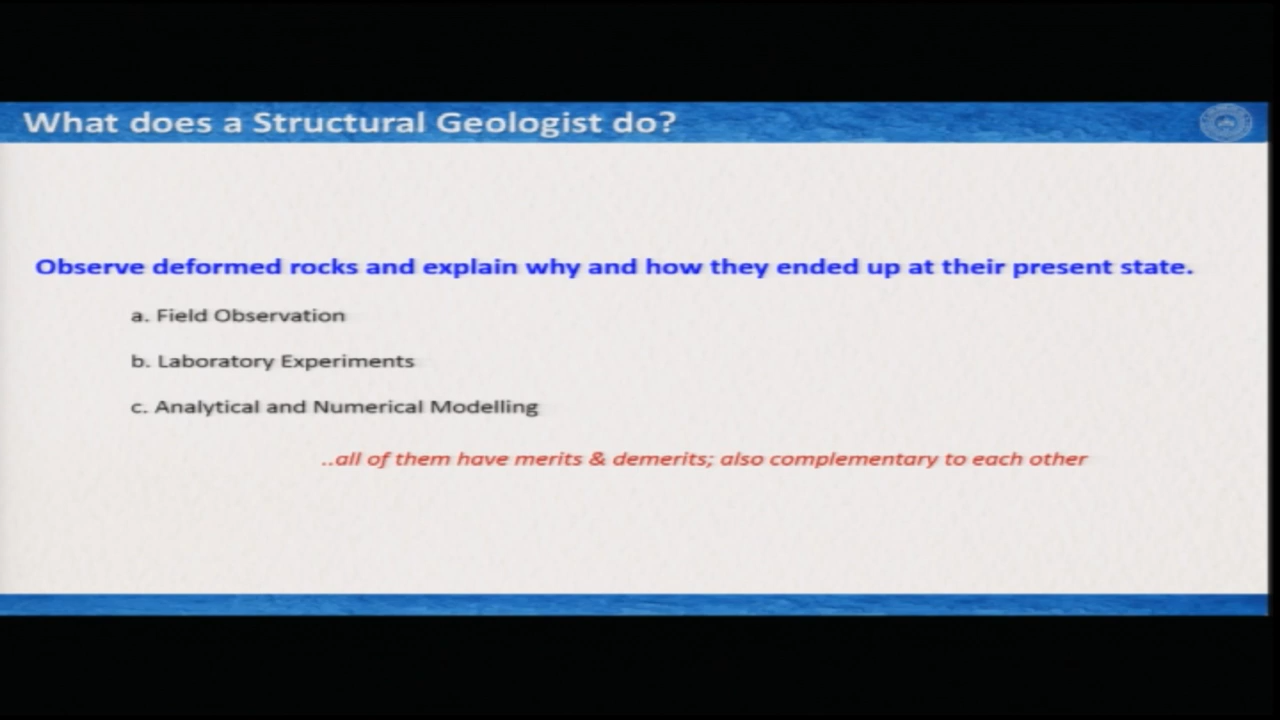 What does a Structural Geologist do?
Observe deformed rocks and explain why and how they ended up at their present state.
a. Field Observation
b. Laboratory Experiments
c. Analytical and Numerical Modelling
..all of them have merits & demerits; also complementary to each other